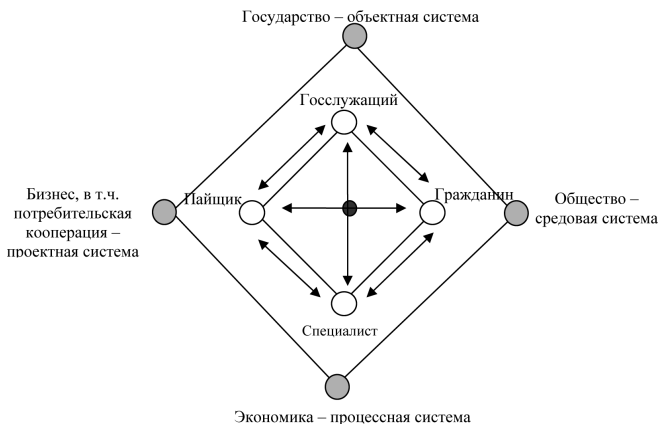 Государство – объектная система
Госслужащий
Бизнес, в т.ч.
потребительская
кооперация –
проектная система
Пайщик
Гражданин
Общество –
средовая система
Специалист
Экономика – процессная система